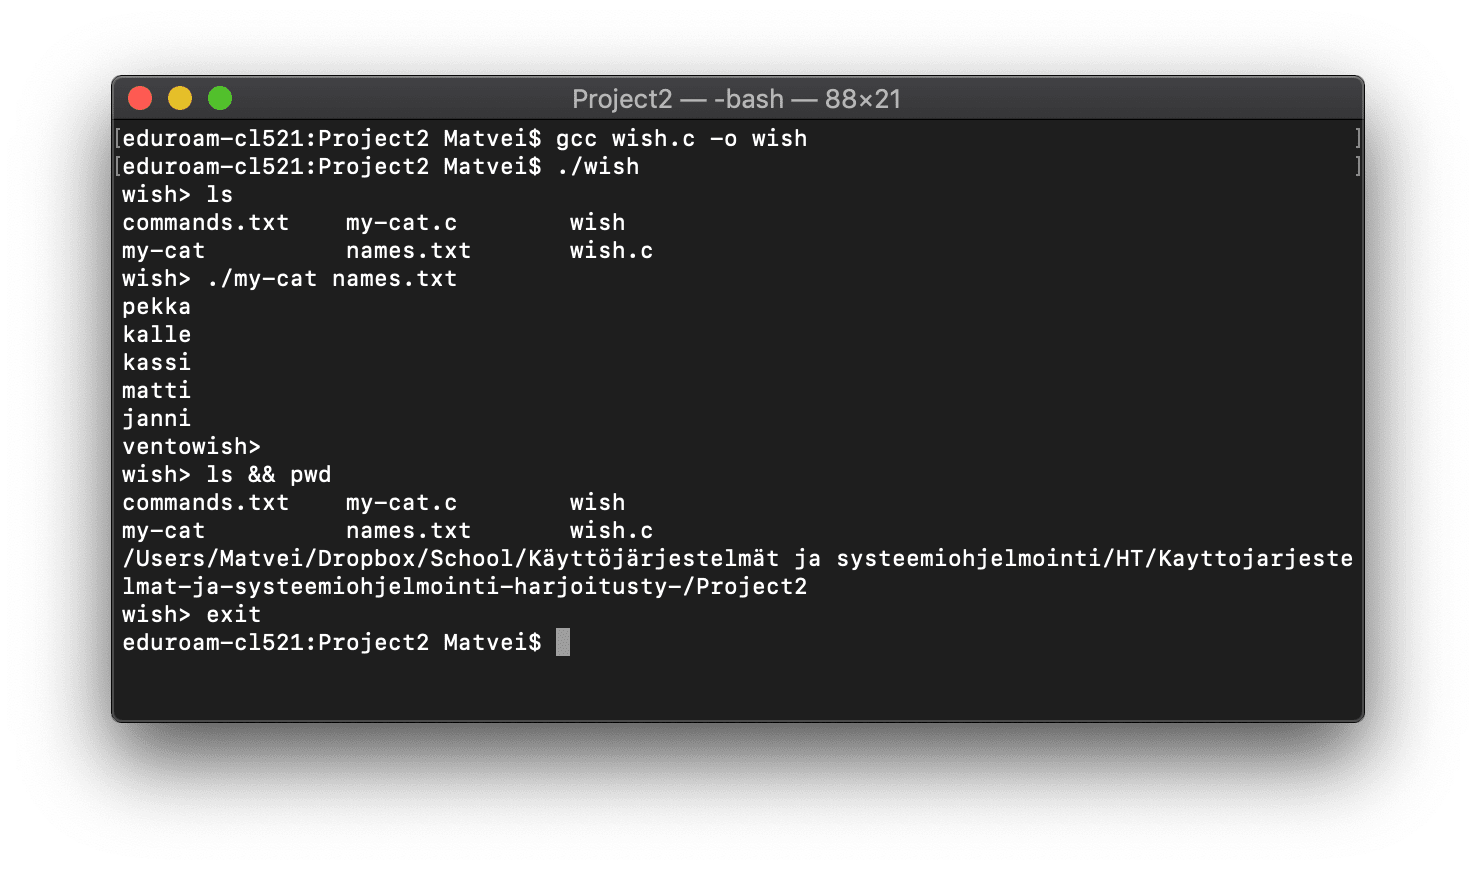 Project2 — -bash — 88×21
[eduroam-cl521:Project2 Matvei$ gcc wish.c -o wish ]
[eduroam-cl521:Project2 Matvei$ ./wish ]
wish> ls
commands.txt    my-cat.c        wish
my-cat          names.txt       wish.c
wish> ./my-cat names.txt
pekka
kalle
kassi
matti
janni
ventowish>
wish> ls && pwd
commands.txt    my-cat.c        wish
my-cat          names.txt       wish.c
/Users/Matvei/Dropbox/School/Käyttöjärjestelmät ja systeemiohjelmointi/HT/Kayttojarjeste
lmat-ja-systeemiohjelmointi-harjoitusty-/Project2
wish> exit
eduroam-cl521:Project2 Matvei$